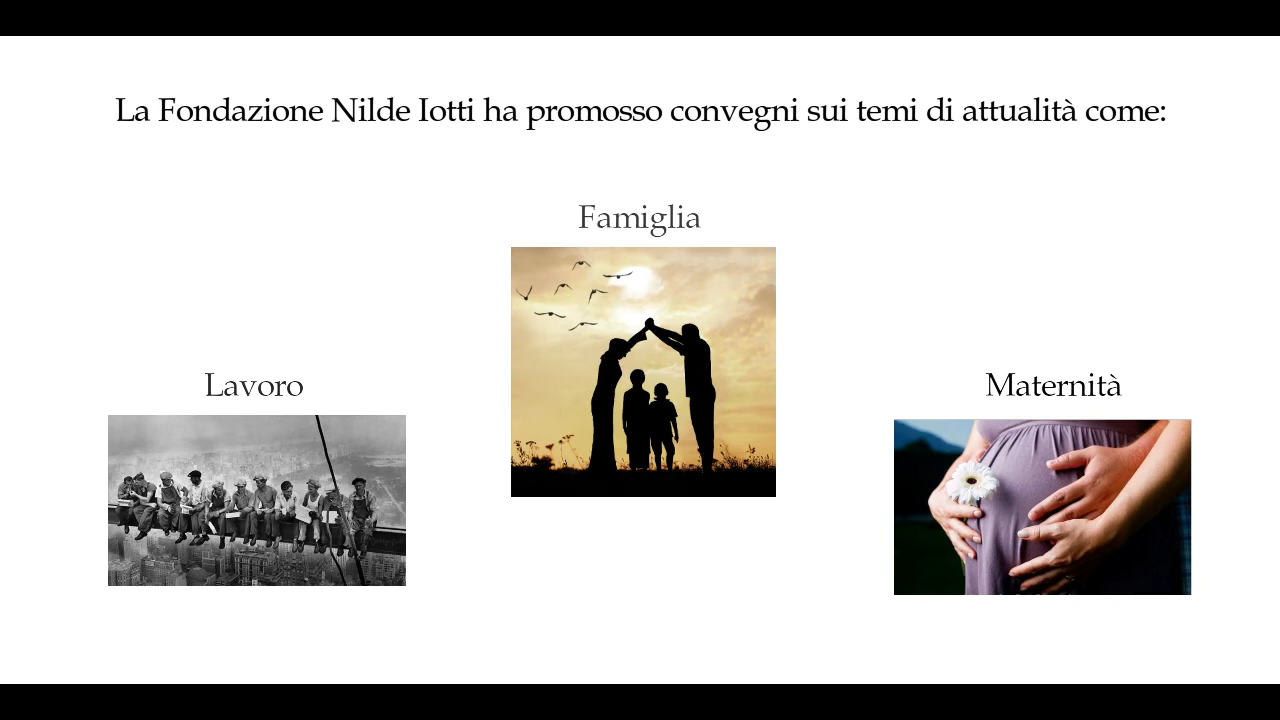 La Fondazione Nilde Iotti ha promosso convegni sui temi di attualità come:
Famiglia
Lavoro
Maternità